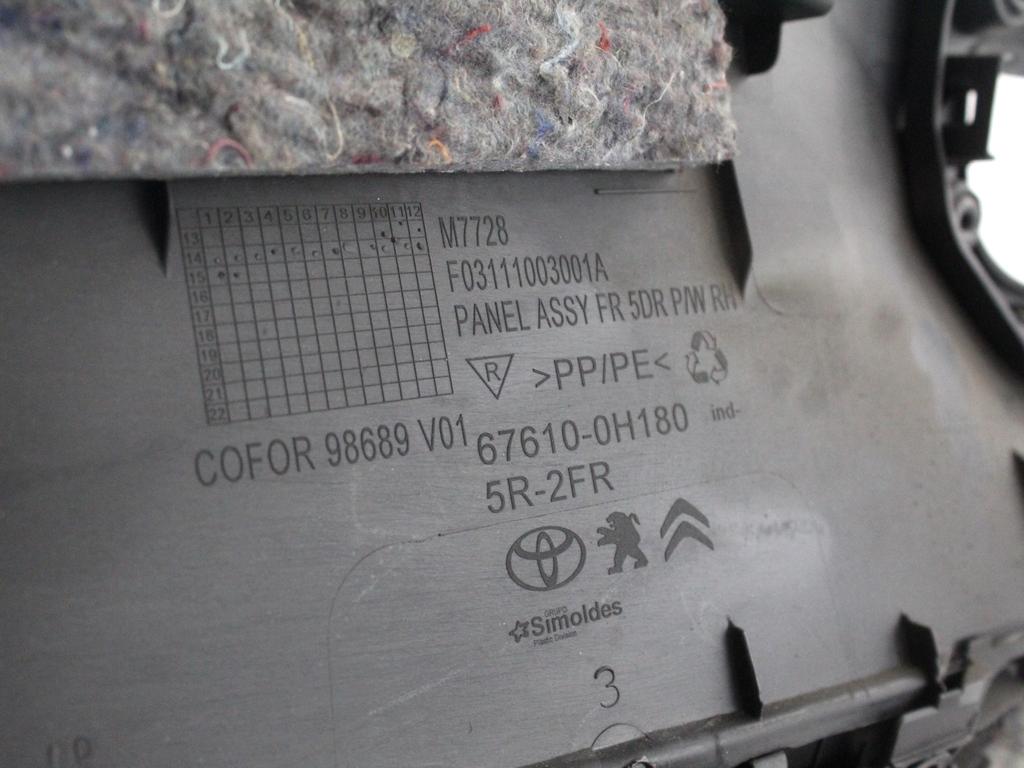 1 2 3 4 5 6 7 8 9 10 11 12
13
14
15
16
17
18
19
20
21
22
M7728
F03111003001A
PANEL ASSY FR 5DR P/W RH
R >PP/PE<
COFOR 98689 V01
67610-0H180 ind-
5R-2FR
GRUPO
Simoldes
Plastic Division
3